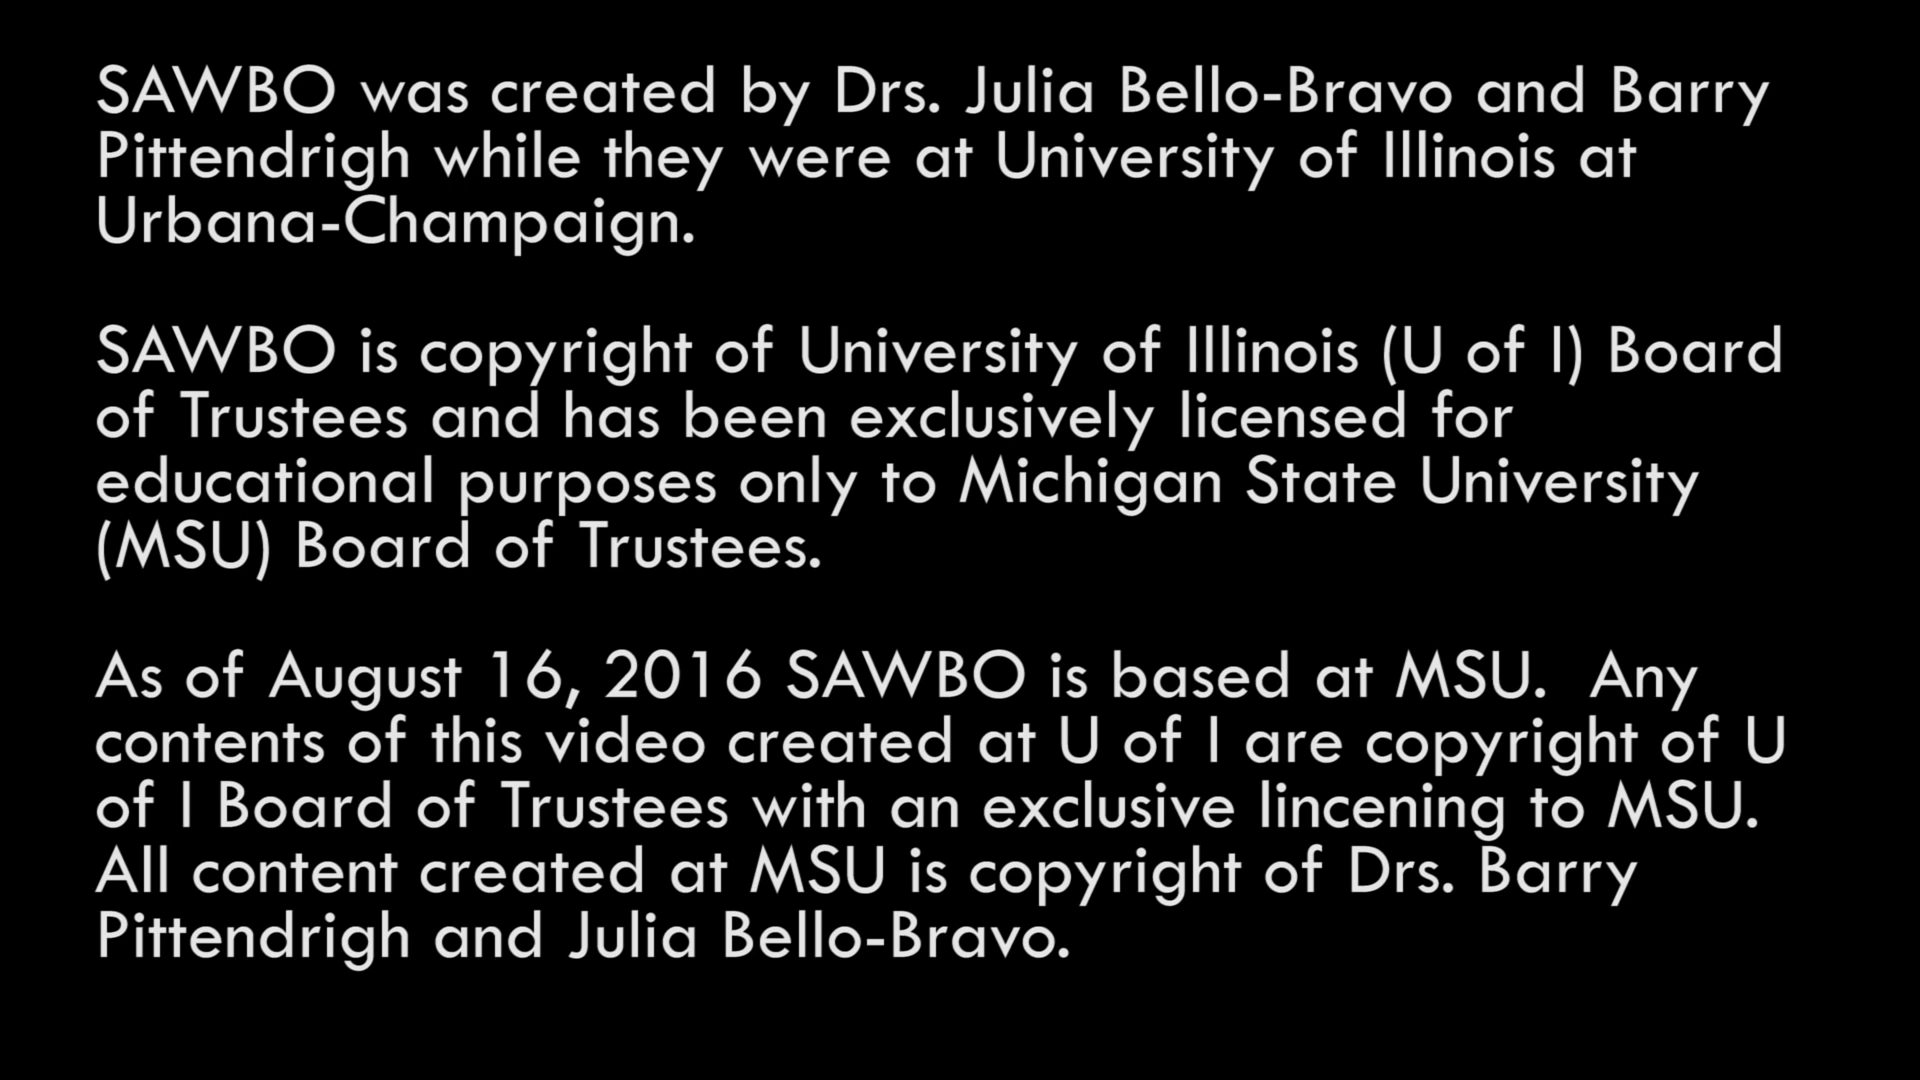 SAWBO was created by Drs. Julia Bello-Bravo and Barry
Pittendrigh while they were at University of Illinois at
Urbana-Champaign.
SAWBO is copyright of University of Illinois (U of I) Board
of Trustees and has been exclusively licensed for
educational purposes only to Michigan State University
(MSU) Board of Trustees.
As of August 16, 2016 SAWBO is based at MSU.  Any
contents of this video created at U of I are copyright of U
of I Board of Trustees with an exclusive lincening to MSU.
All content created at MSU is copyright of Drs. Barry
Pittendrigh and Julia Bello-Bravo.